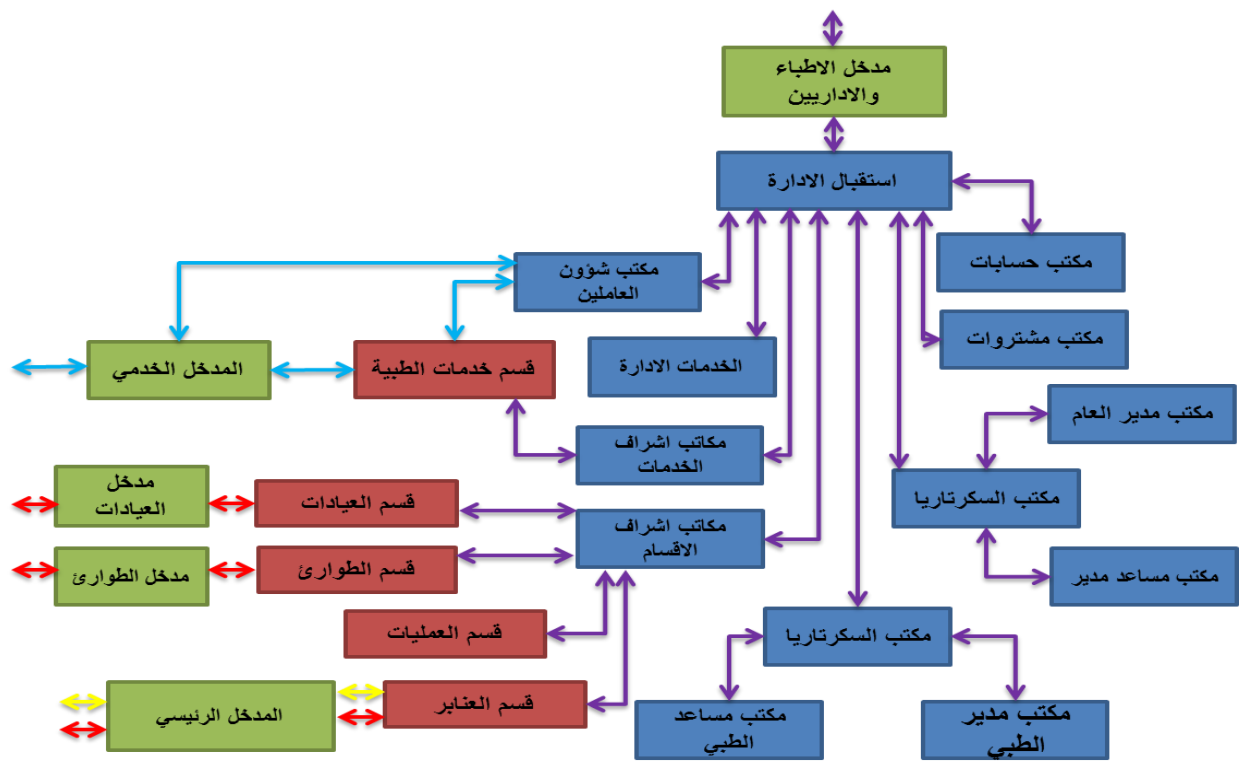 مدخل الاطباء
والاداريين
استقبال الادارة
مكتب حسابات
مكتب شؤون
العاملين
مكتب مشتروات
الخدمات الادارة
قسم خدمات الطبية
المدخل الخدمي
مكتب مدير العام
مكاتب اشراف
الخدمات
مكتب السكرتاريا
قسم العيادات
مدخل
العيادات
مكاتب اشراف
الاقسام
مكتب مساعد مدير
قسم الطوارئ
مدخل الطوارئ
قسم العمليات
مكتب السكرتاريا
قسم العنابر
المدخل الرئيسي
مكتب مدير
الطبي
مكتب مساعد
الطبي